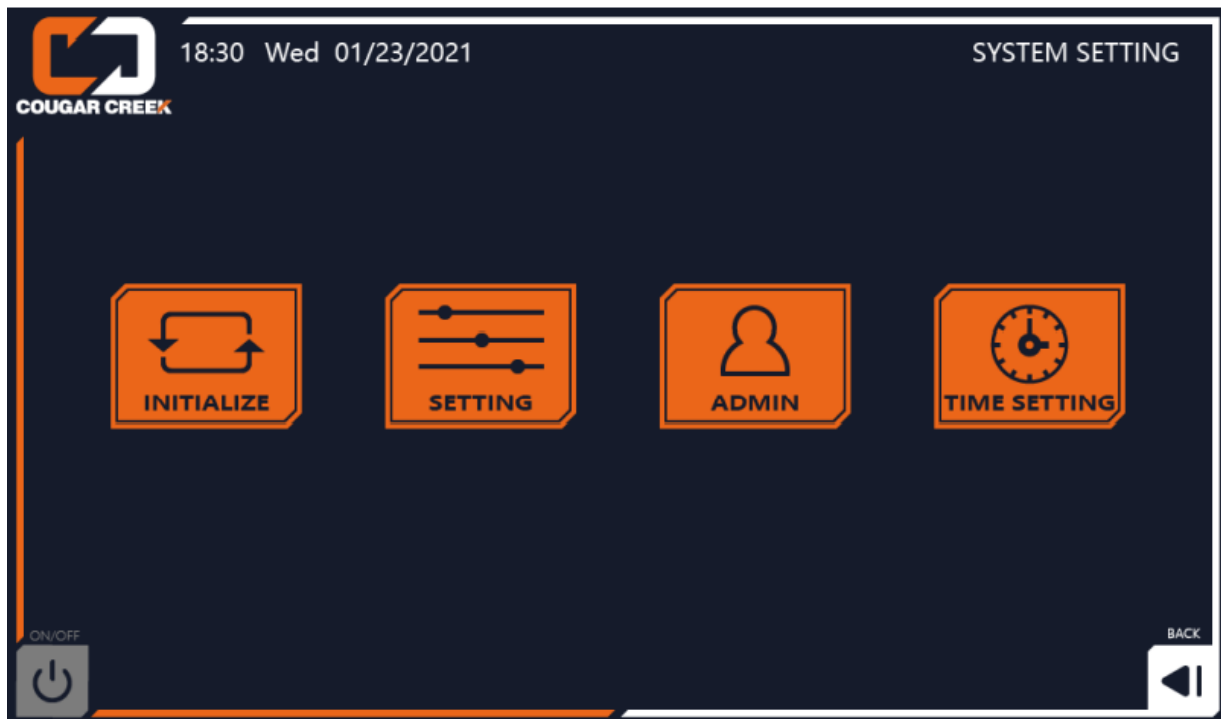 18:30 Wed 01/23/2021
SYSTEM SETTING
COUGAR CREEK
INITIALIZE
SETTING
ADMIN
TIME SETTING
ON/OFF
BACK